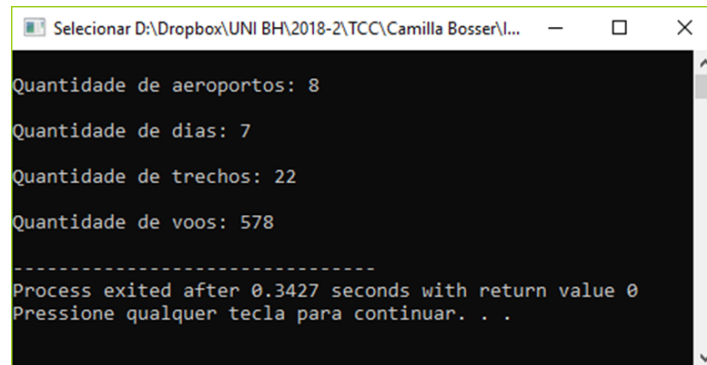 Selecionar D:\Dropbox\UNI BH\2018-2\TCC\Camilla Bosser\I...
Quantidade de aeroportos: 8
Quantidade de dias: 7
Quantidade de trechos: 22
Quantidade de voos: 578
--------------------------------
Process exited after 0.3427 seconds with return value 0
Pressione qualquer tecla para continuar. . .